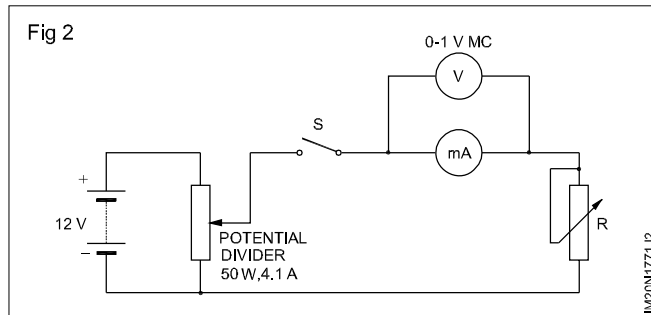 Fig 2
0-1 V MC
V
S
mA
+
12 V
–
POTENTIAL
DIVIDER
50 W,4.1 A
R
IM20N1771J2